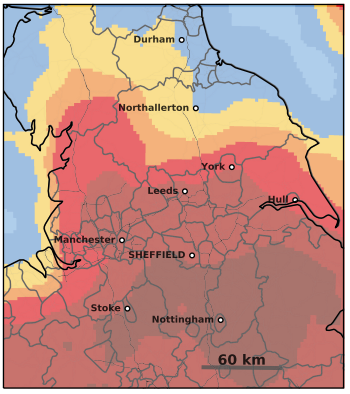 Durham
Northallerton
York
Leeds
Hull
Manchester
SHEFFIELD
Stoke
Nottingham
60 km